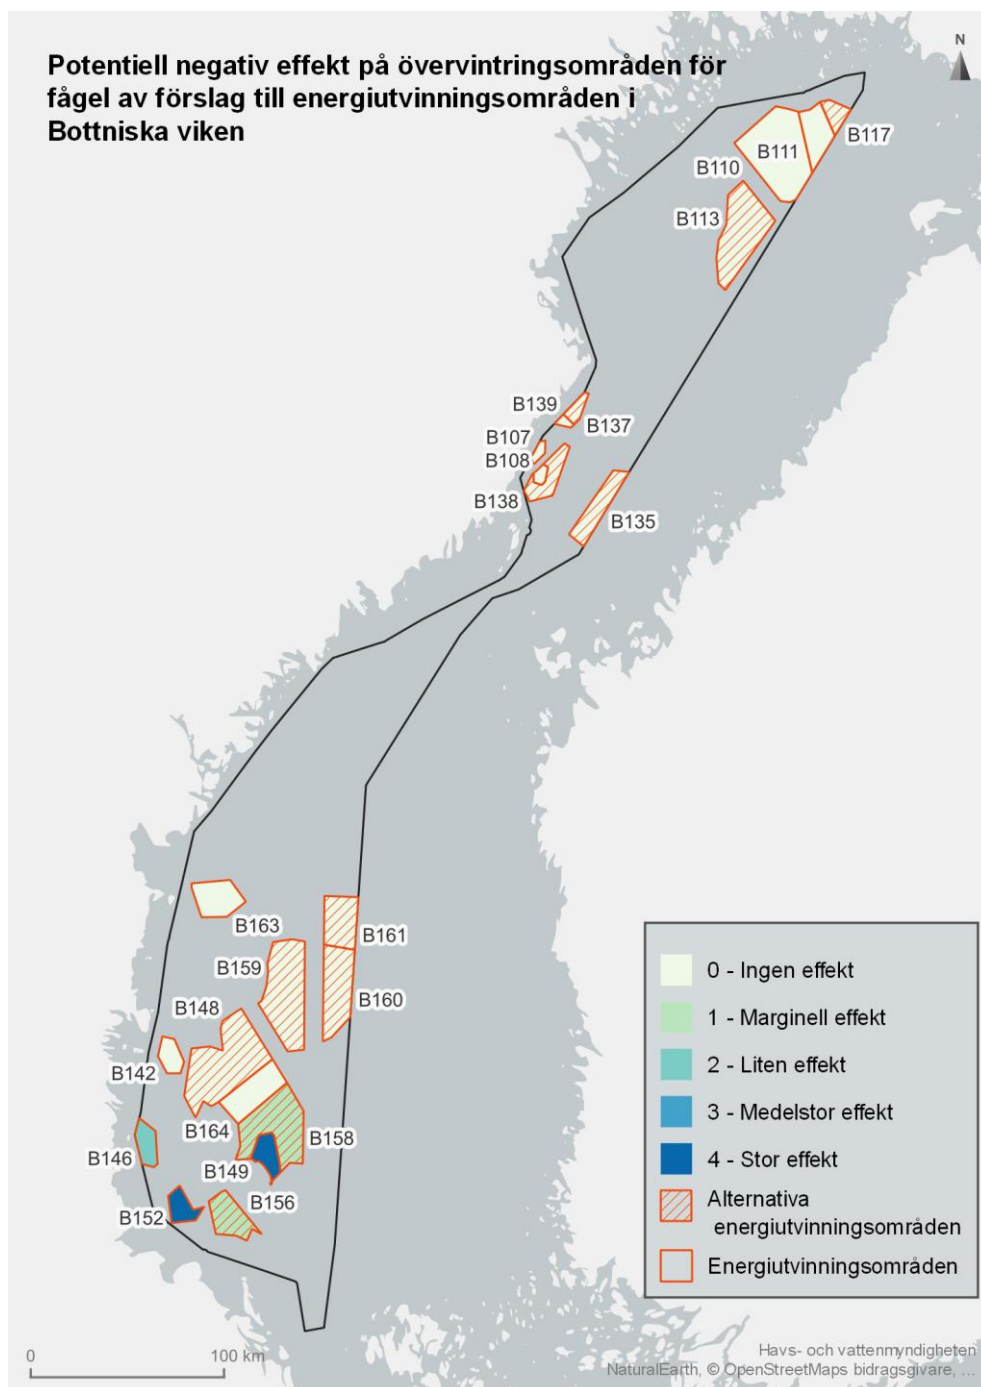 Potentiell negativ effekt på övervintringsområden för
fågel av förslag till energiutvinningsområden i
Bottniska viken
N
B117
B111
B110
B113
B139
B137
B107
B108
B138
B135
B163
B161
B159
B160
B148
B142
B164
B158
B146
B149
B156
B152
0 - Ingen effekt
1 - Marginell effekt
2 - Liten effekt
3 - Medelstor effekt
4 - Stor effekt
Alternativa
energiutvinningsområden
Energiutvinningsområden
0
100 km
Havs- och vattenmyndigheten
NaturalEarth, © OpenStreetMaps bidragsgivare, ...